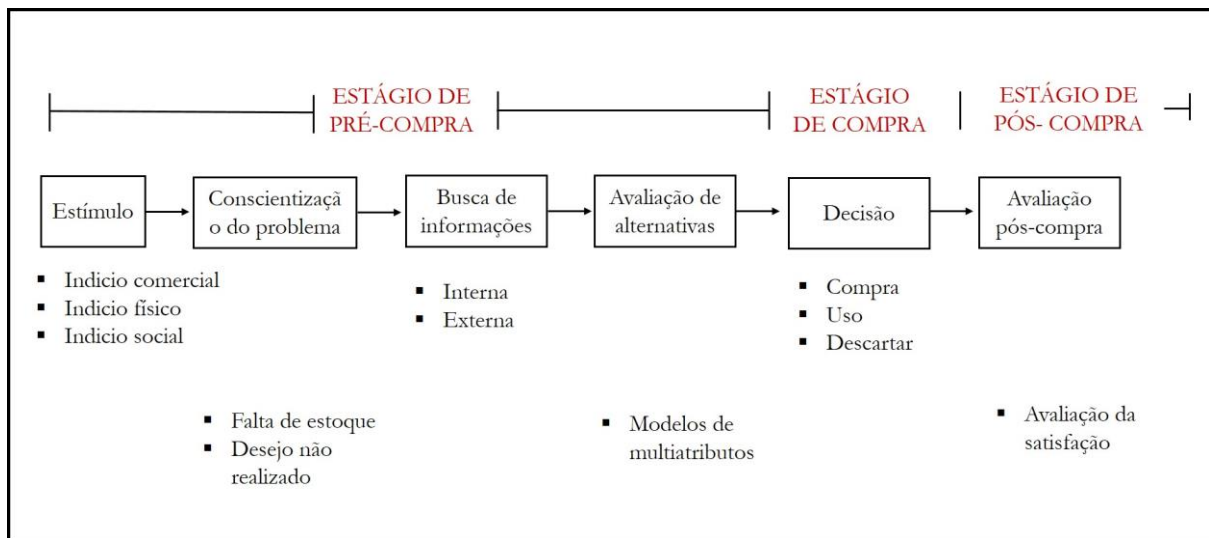 ESTÁGIO DE
PRÉ-COMPRA
ESTÁGIO
DE COMPRA
ESTÁGIO DE
PÓS- COMPRA
Estímulo
Conscientizaçã
o do problema
Busca de
informações
Avaliação de
alternativas
Decisão
Avaliação
pós-compra
▪ Indicio comercial
▪ Indicio físico
▪ Indicio social
▪ Interna
▪ Externa
▪ Compra
▪ Uso
▪ Descartar
▪ Falta de estoque
▪ Desejo não
realizado
▪ Modelos de
multiatributos
▪ Avaliação da
satisfação